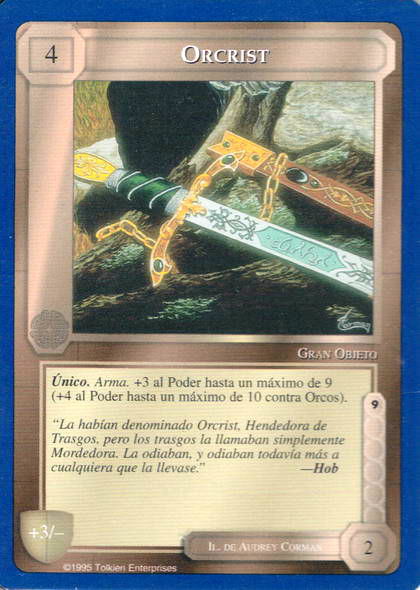 4
ORCRIST
Corman
GRAN OBJETO
Único. Arma. +3 al Poder hasta un máximo de 9
(+4 al Poder hasta un máximo de 10 contra Orcos).
“La habían denominado Orcrist, Hendedora de
Trasgos, pero los trasgos la llamaban simplemente
Mordedora. La odiaban, y odiaban todavía más a
cualquiera que la llevase.” —Hob
9
+3/–
IL. DE AUDREY CORMAN
2
©1995 Tolkien Enterprises